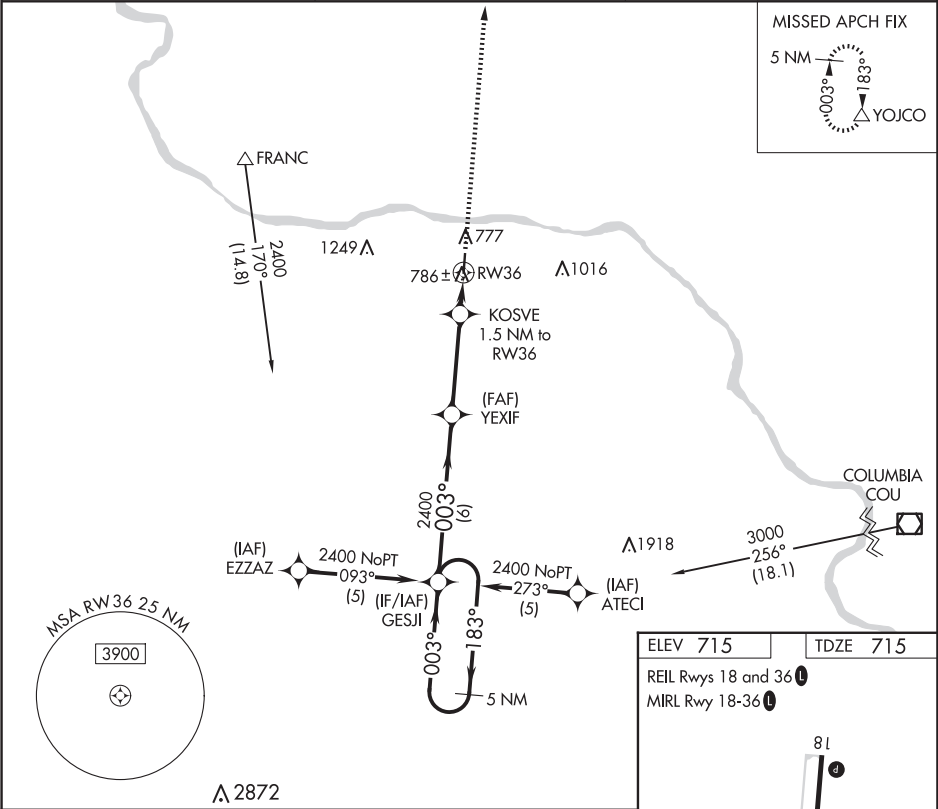 MISSED APCH FIX
5 NM
003°
183°
YOJCO
FRANC
2400
170°
(14.8)
1249
777
786±
RW36
1016
KOSVE
1.5 NM to
RW36
(FAF)
YEXIF
2400
003°
(6)
COLUMBIA
COU
3000
256°
(18.1)
1918
(IAF)
EZZAZ
2400 NoPT
093°
(5)
(IF/IAF)
GESJI
2400 NoPT
273°
(5)
(IAF)
ATECI
003°
183°
5 NM
MSA RW36 25 NM
3900
2872
ELEV 715
TDZE 715
REIL Rwys 18 and 36 L
MIRL Rwy 18-36 L
18
P